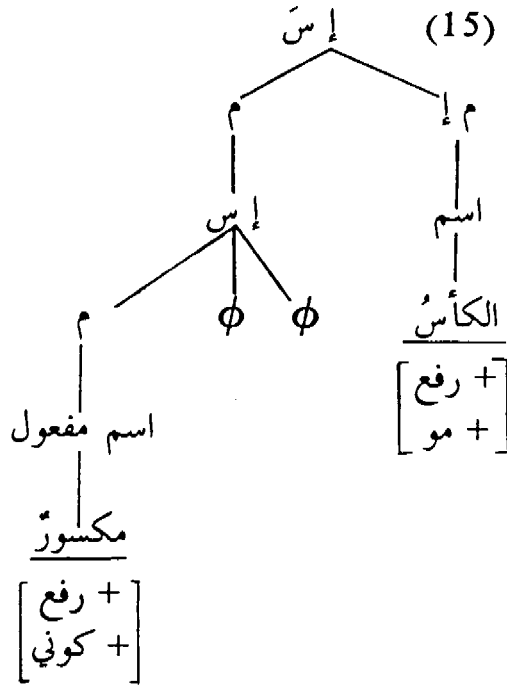 (15) إ سَ
م إ م
اسم إ س
الكأسُ ϕ ϕ م
[+ رفع
+ مو]
اسم مفعول
مكسورٌ
[+ رفع
+ كوني]